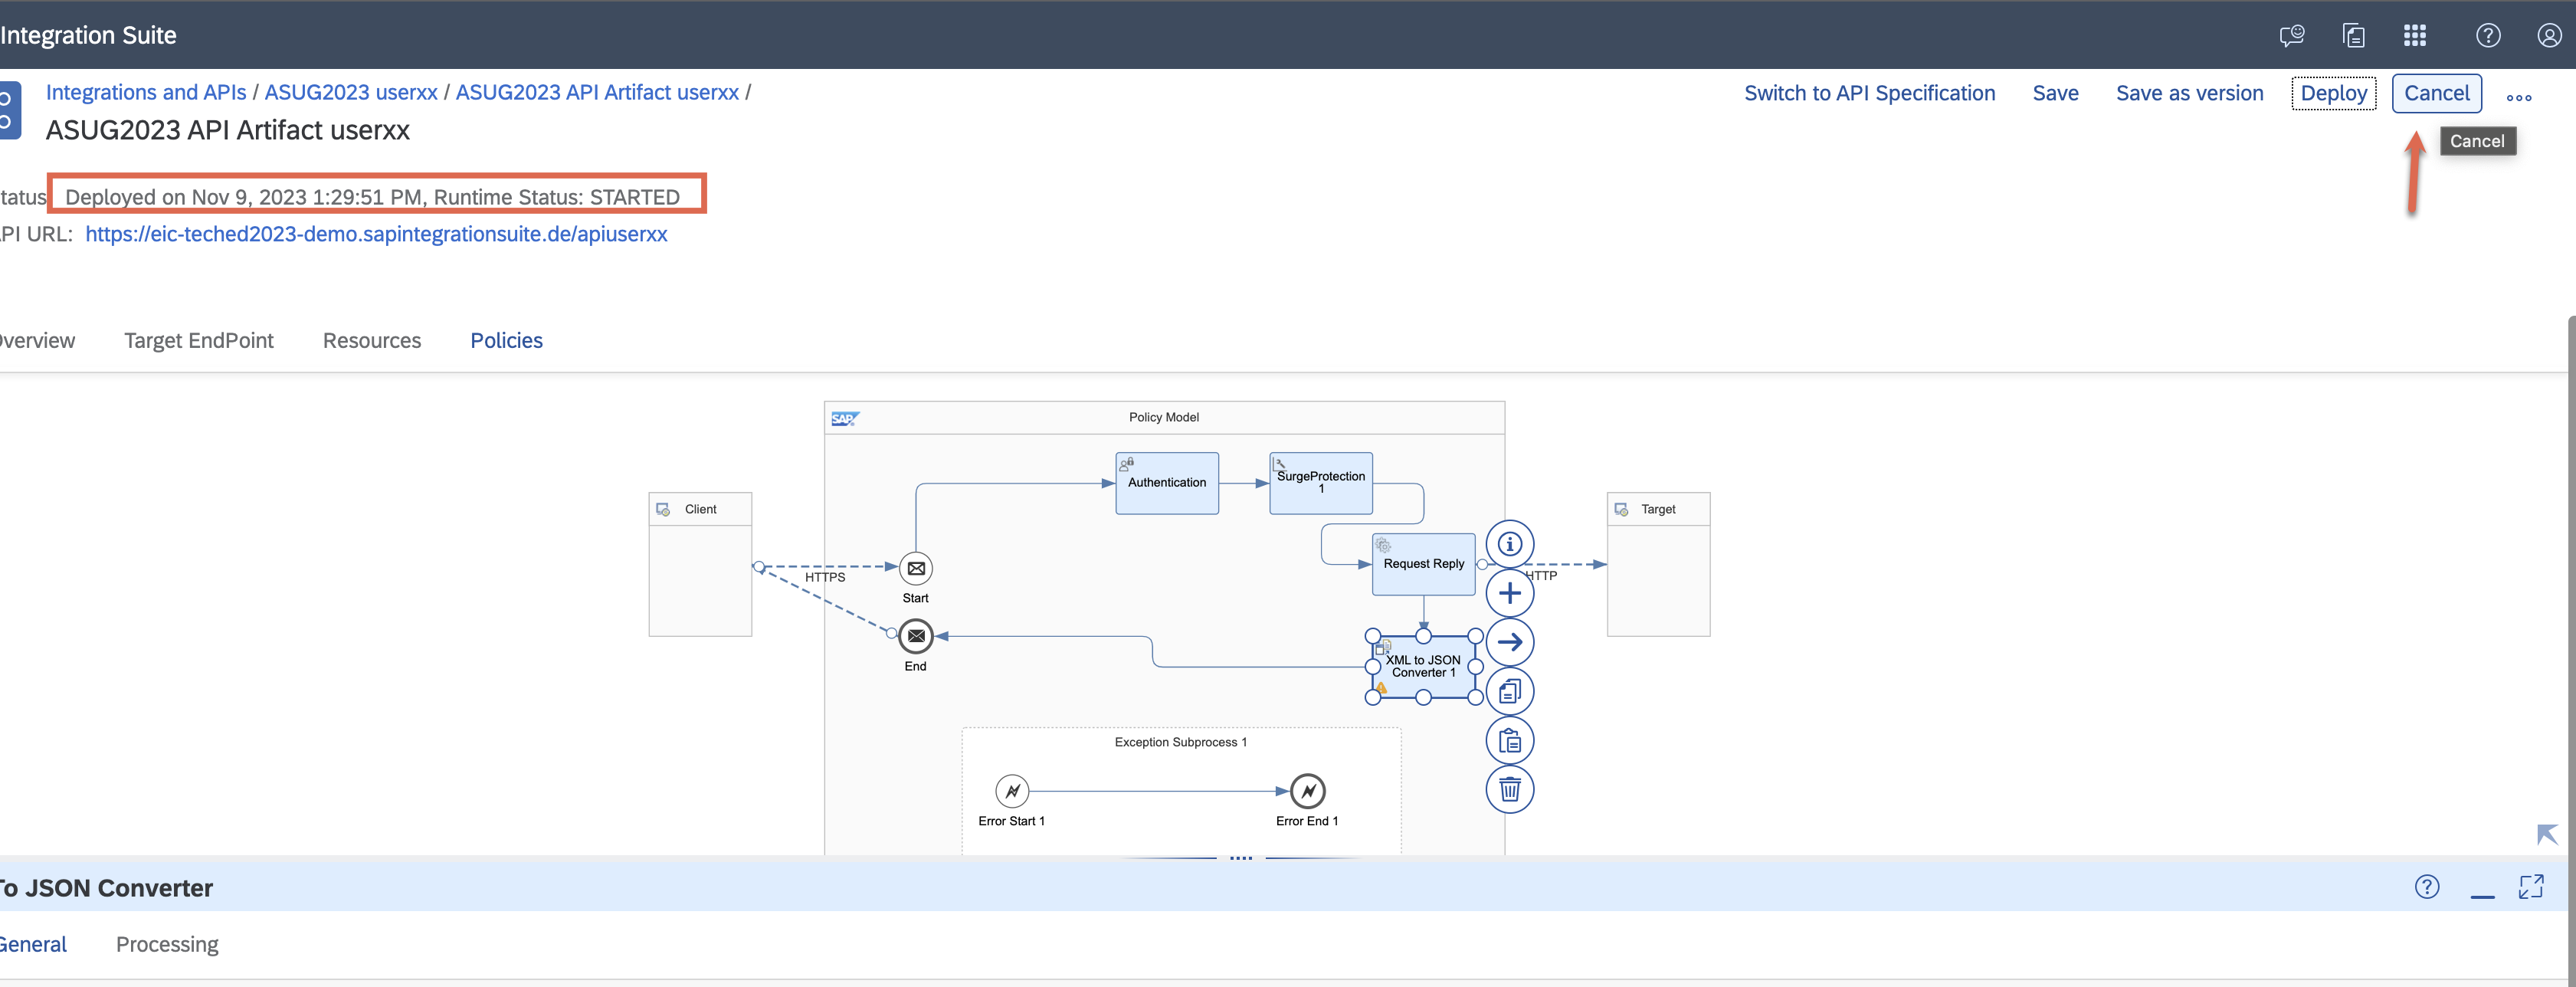 Integration Suite
Integrations and APIs / ASUG2023 userxx / ASUG2023 API Artifact userxx /
Switch to API Specification Save Save as version Deploy Cancel
ASUG2023 API Artifact userxx
Cancel
tatus Deployed on Nov 9, 2023 1:29:51 PM, Runtime Status: STARTED
PI URL: https://eic-teched2023-demo.sapintegrationsuite.de/apiuserxx
verview Target EndPoint Resources Policies
SAP Policy Model
Authentication
SurgeProtection
1
Client
Target
Request Reply
HTTPS
HTTP
Start
End
XML to JSON
Converter 1
Exception Subprocess 1
Error Start 1
Error End 1
To JSON Converter
General Processing